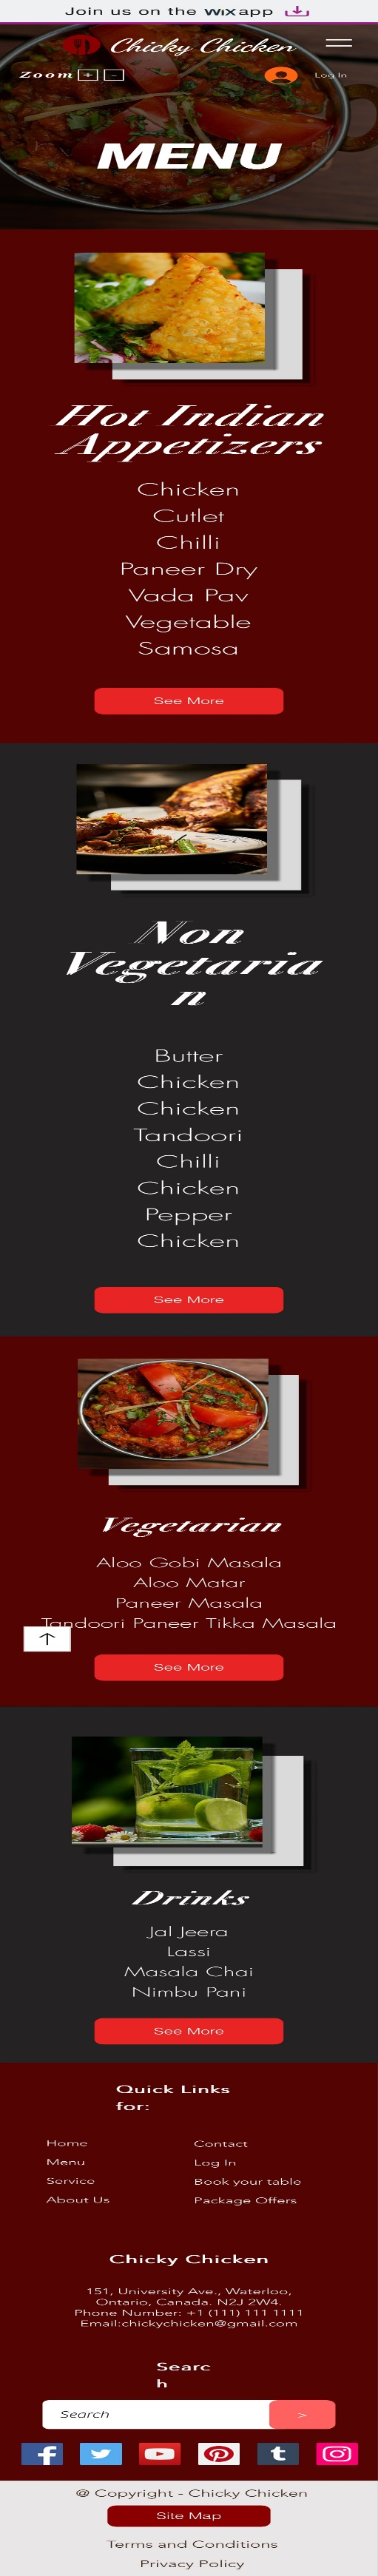 Join us on the WiX app
Chicky Chicken
Zoom + -
Log In
MENU
Hot Indian
Appetizers
Chicken
Cutlet
Chilli
Paneer Dry
Vada Pav
Vegetable
Samosa
See More
Non
Vegetaria
n
Butter
Chicken
Chicken
Tandoori
Chilli
Chicken
Pepper
Chicken
See More
Vegetarian
Aloo Gobi Masala
Aloo Matar
Paneer Masala
Tandoori Paneer Tikka Masala
See More
Drinks
Jal Jeera
Lassi
Masala Chai
Nimbu Pani
See More
Quick Links
for:
Home
Menu
Service
About Us
Contact
Log In
Book your table
Package Offers
Chicky Chicken
151, University Ave., Waterloo,
Ontario, Canada. N2J 2W4.
Phone Number: +1 (111) 111 1111
Email:chickychicken@gmail.com
Searc
h
Search
>
@ Copyright - Chicky Chicken
Site Map
Terms and Conditions
Privacy Policy